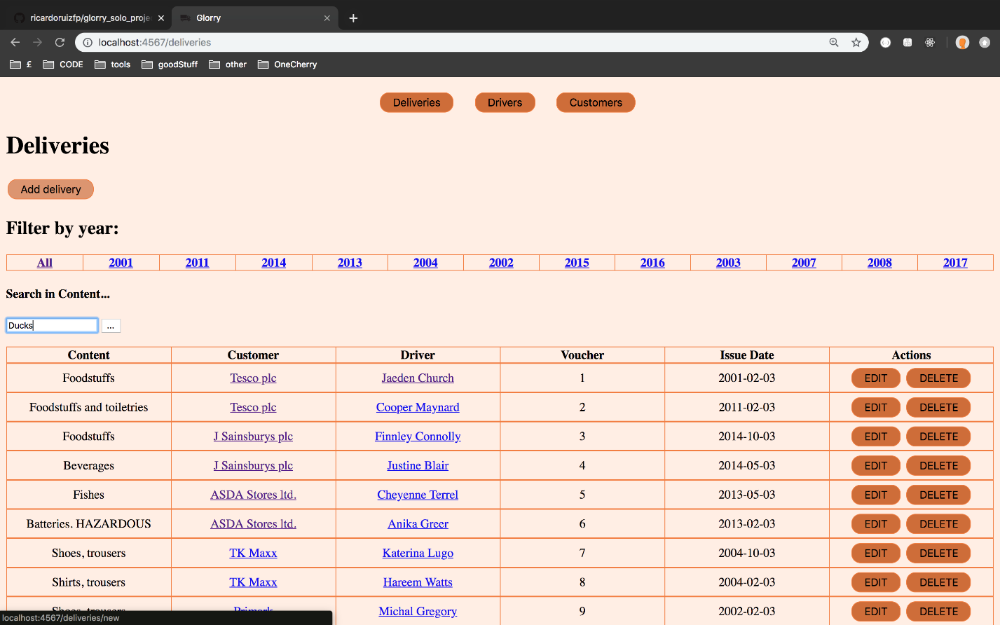 ricardoruizfp/glorry_solo_proje
Glorry
localhost:4567/deliveries
£ CODE tools goodStuff other OneCherry
Deliveries Drivers Customers
Deliveries
Add delivery
Filter by year:
All 2001 2011 2014 2013 2004 2002 2015 2016 2003 2007 2008 2017
Search in Content...
Ducks ...
Content Customer Driver Voucher Issue Date Actions
Foodstuffs Tesco plc Jaeden Church 1 2001-02-03 EDIT DELETE
Foodstuffs and toiletries Tesco plc Cooper Maynard 2 2011-02-03 EDIT DELETE
Foodstuffs J Sainsburys plc Finnley Connolly 3 2014-10-03 EDIT DELETE
Beverages J Sainsburys plc Justine Blair 4 2014-05-03 EDIT DELETE
Fishes ASDA Stores ltd. Cheyenne Terrel 5 2013-05-03 EDIT DELETE
Batteries. HAZARDOUS ASDA Stores ltd. Anika Greer 6 2013-02-03 EDIT DELETE
Shoes, trousers TK Maxx Katerina Lugo 7 2004-10-03 EDIT DELETE
Shirts, trousers TK Maxx Hareem Watts 8 2004-02-03 EDIT DELETE
Shoes, trousers Primark Michal Gregory 9 2002-02-03 EDIT DELETE
localhost:4567/deliveries/new